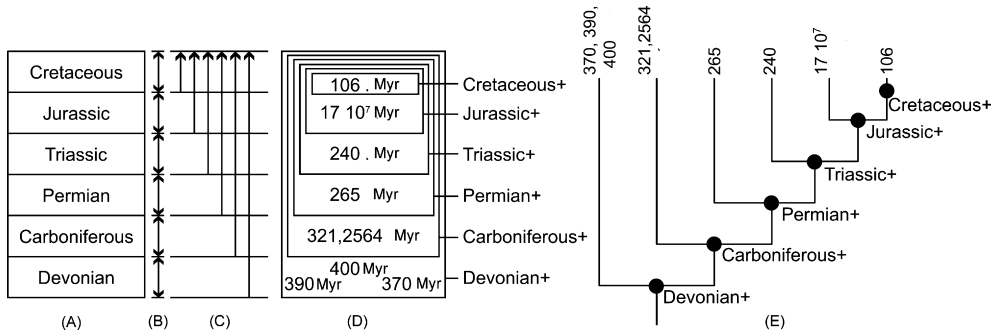 Cretaceous
Jurassic
Triassic
Permian
Carboniferous
Devonian
(A)
(B)
(C)
106 . Myr
17 10⁷ Myr
240 . Myr
265 Myr
321,2564 Myr
400 Myr
390 Myr 370 Myr
Cretaceous+
Jurassic+
Triassic+
Permian+
Carboniferous+
Devonian+
(D)
370, 390,
400
321,2564
265
240
17 10⁷
106
Cretaceous+
Jurassic+
Triassic+
Permian+
Carboniferous+
Devonian+
(E)